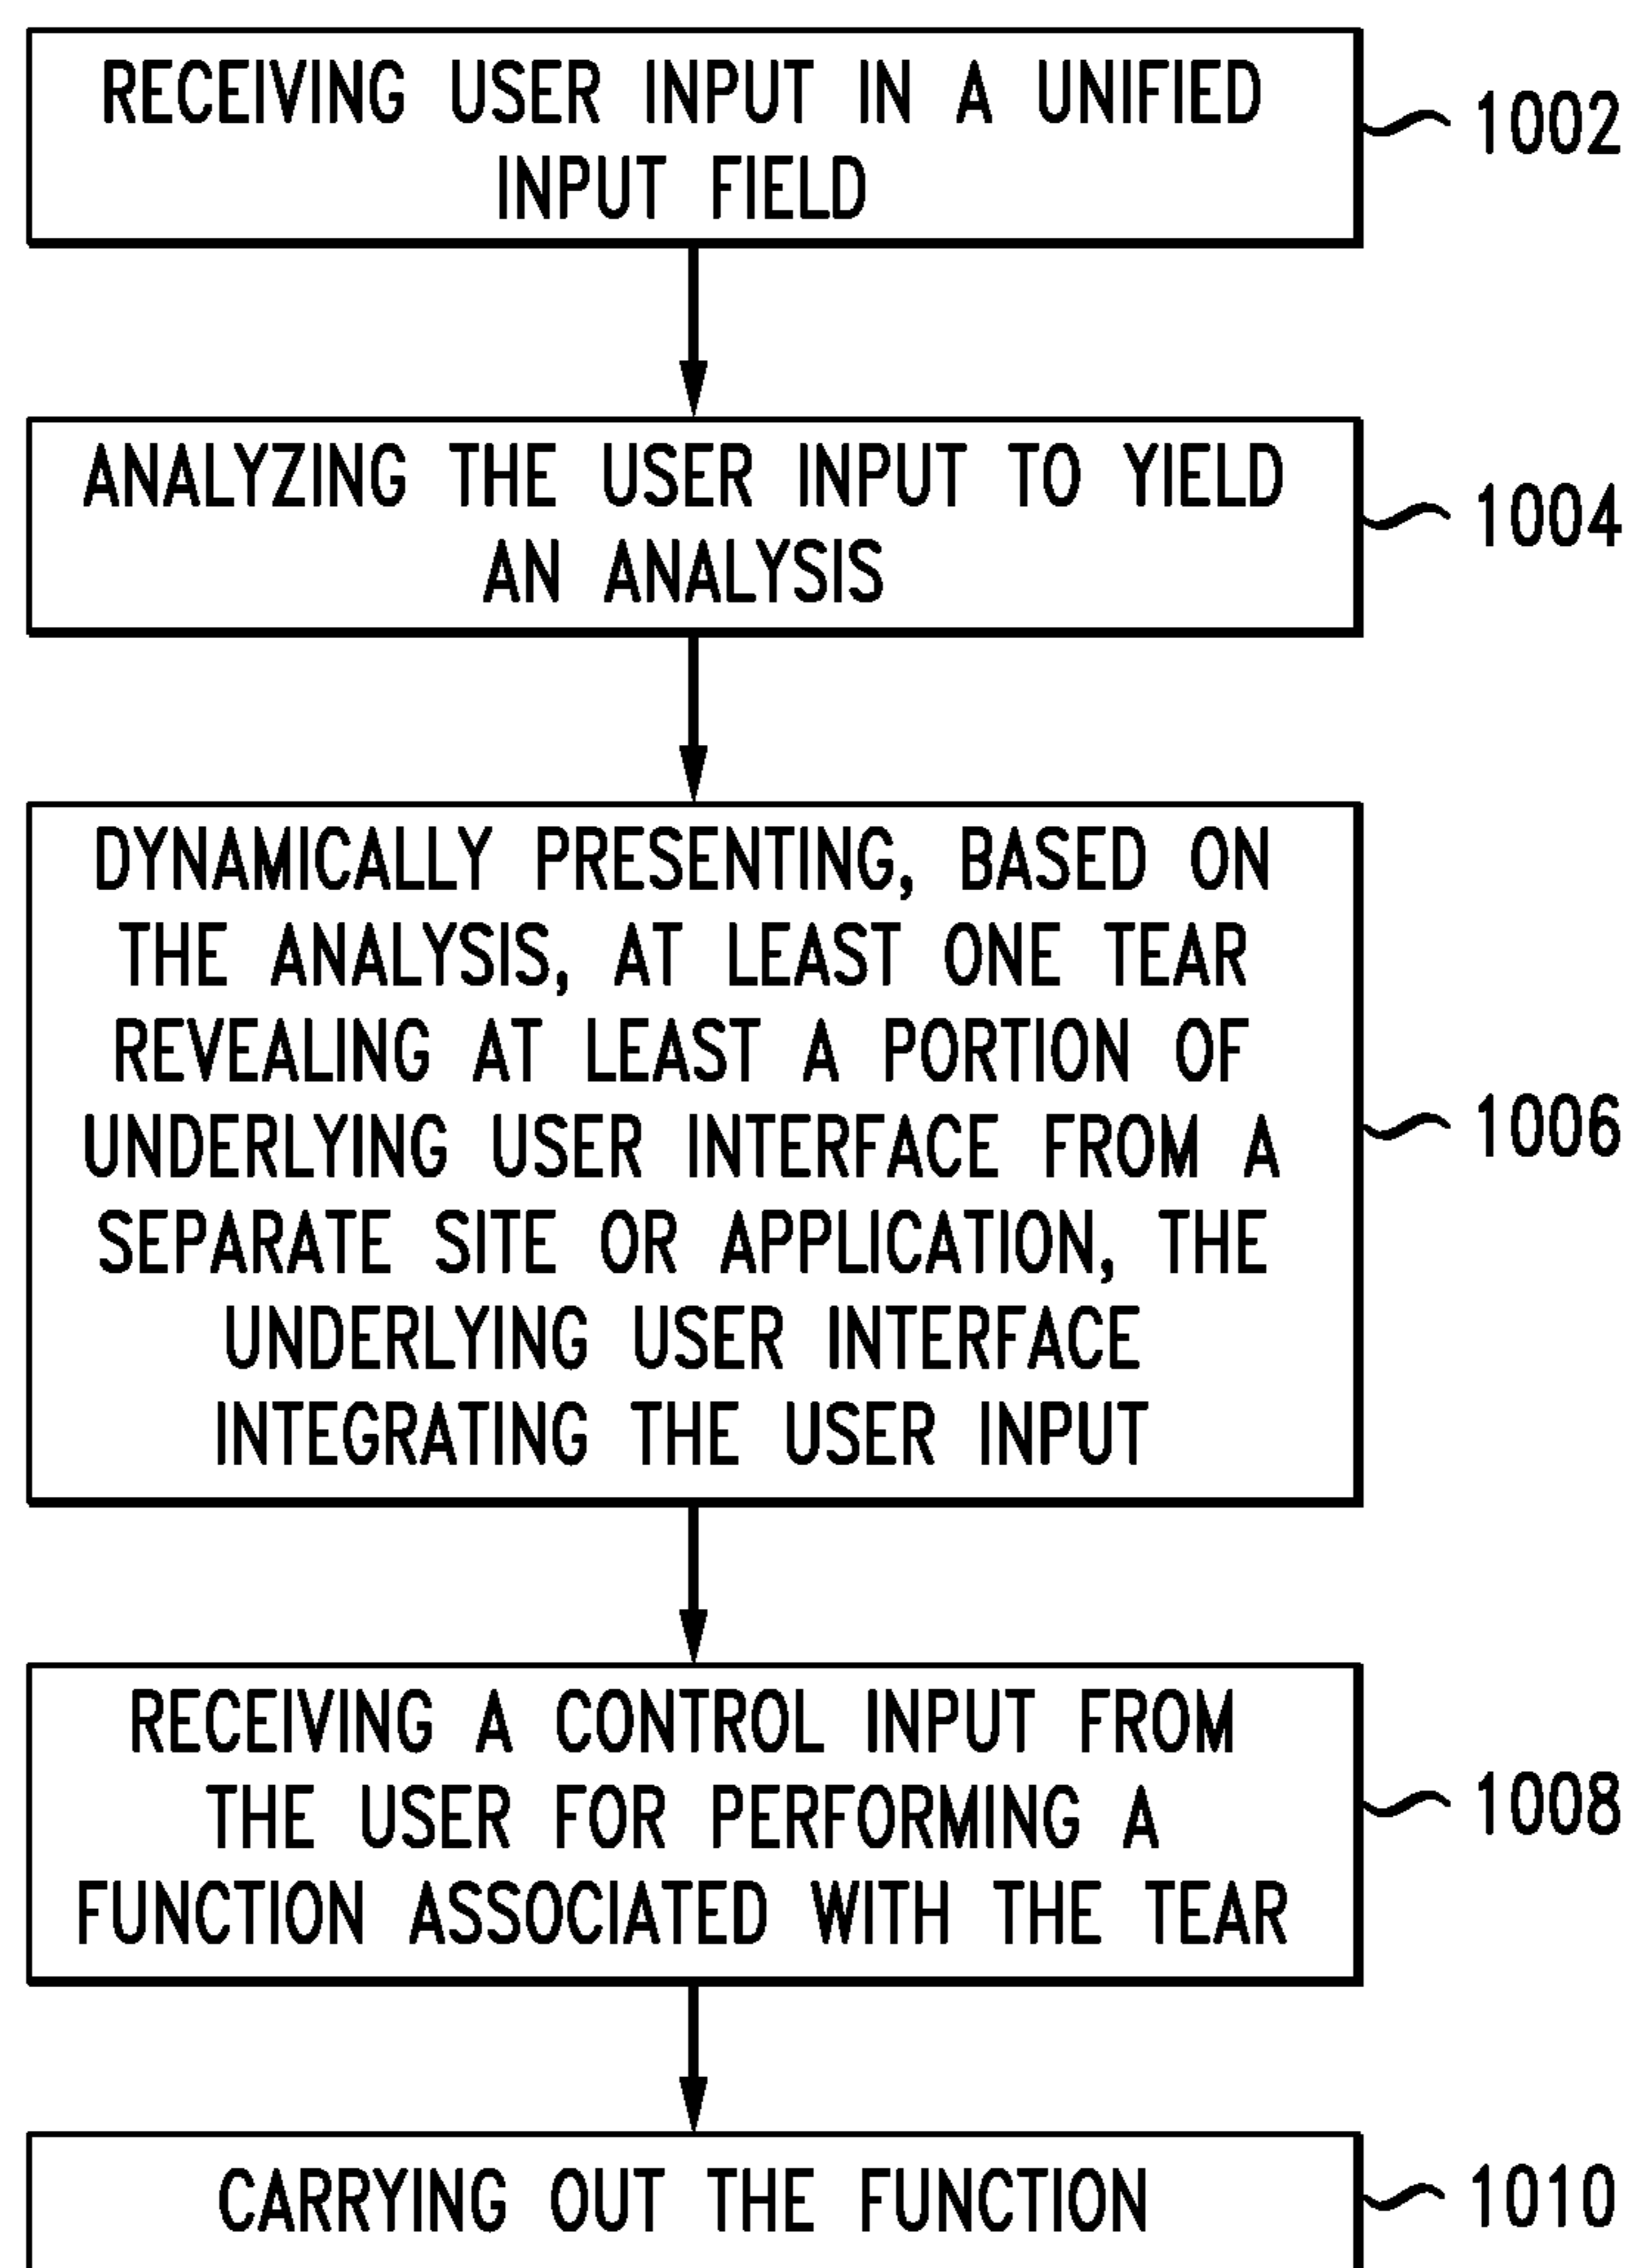 RECEIVING USER INPUT IN A UNIFIED
INPUT FIELD
1002
ANALYZING THE USER INPUT TO YIELD
AN ANALYSIS
1004
DYNAMICALLY PRESENTING, BASED ON
THE ANALYSIS, AT LEAST ONE TEAR
REVEALING AT LEAST A PORTION OF
UNDERLYING USER INTERFACE FROM A
SEPARATE SITE OR APPLICATION, THE
UNDERLYING USER INTERFACE
INTEGRATING THE USER INPUT
1006
RECEIVING A CONTROL INPUT FROM
THE USER FOR PERFORMING A
FUNCTION ASSOCIATED WITH THE TEAR
1008
CARRYING OUT THE FUNCTION
1010